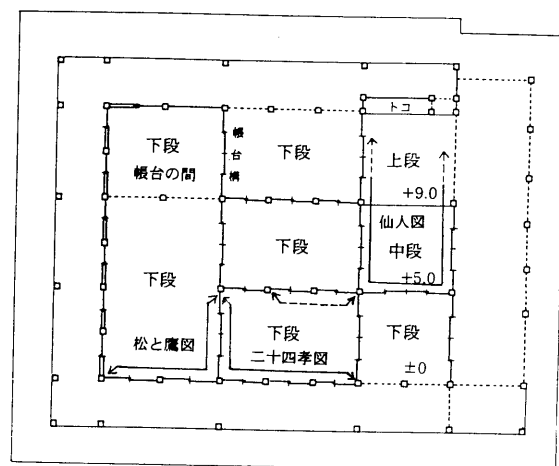 トコ
下段
帳台の間
帳台構
下段
上段
+9.0
仙人図
中段
+5.0
下段
下段
松と鷹図
下段
二十四孝図
下段
±0